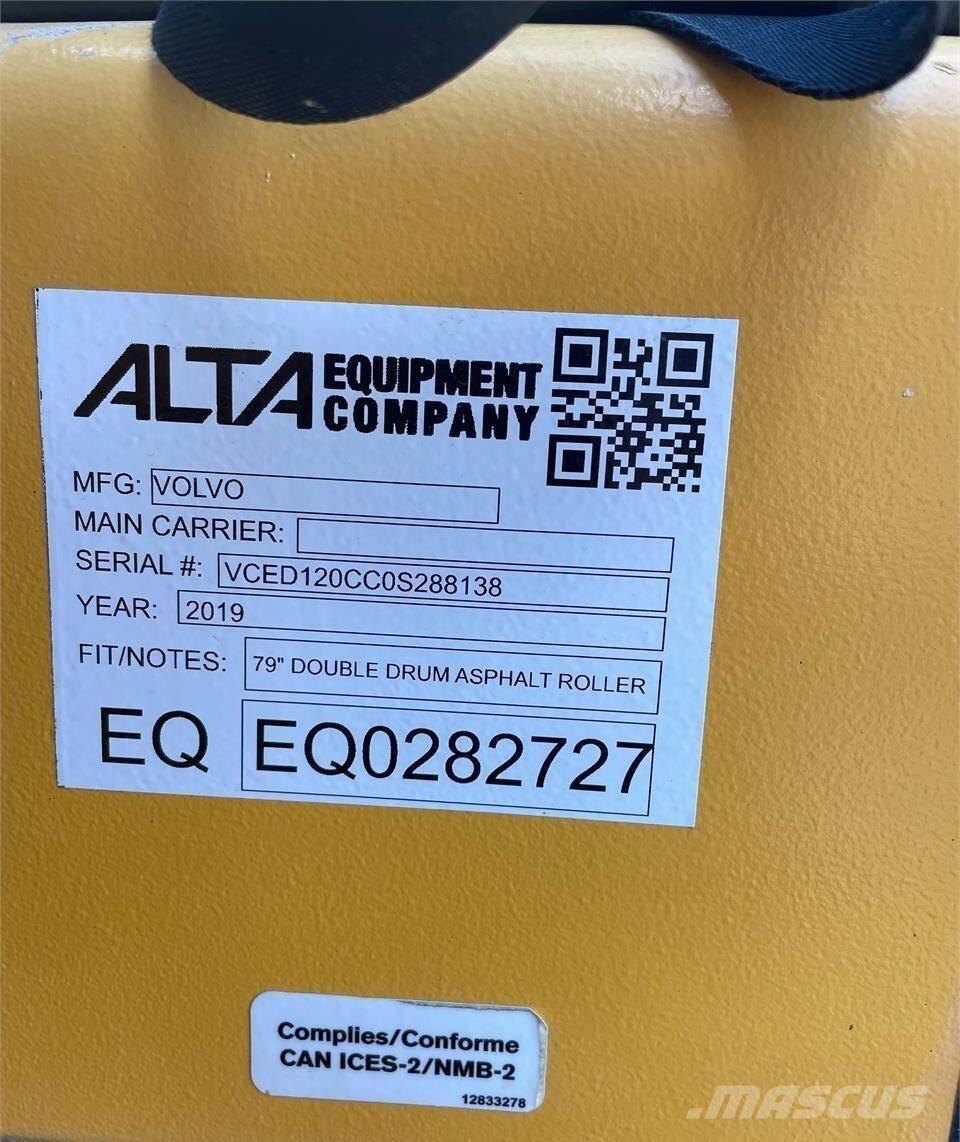 ALTA EQUIPMENT
COMPANY
MFG: VOLVO
MAIN CARRIER:
SERIAL #: VCED120CC0S288138
YEAR: 2019
FIT/NOTES: 79" DOUBLE DRUM ASPHALT ROLLER
EQ EQ0282727
Complies/Conforme
CAN ICES-2/NMB-2
12833278
.MASCUS